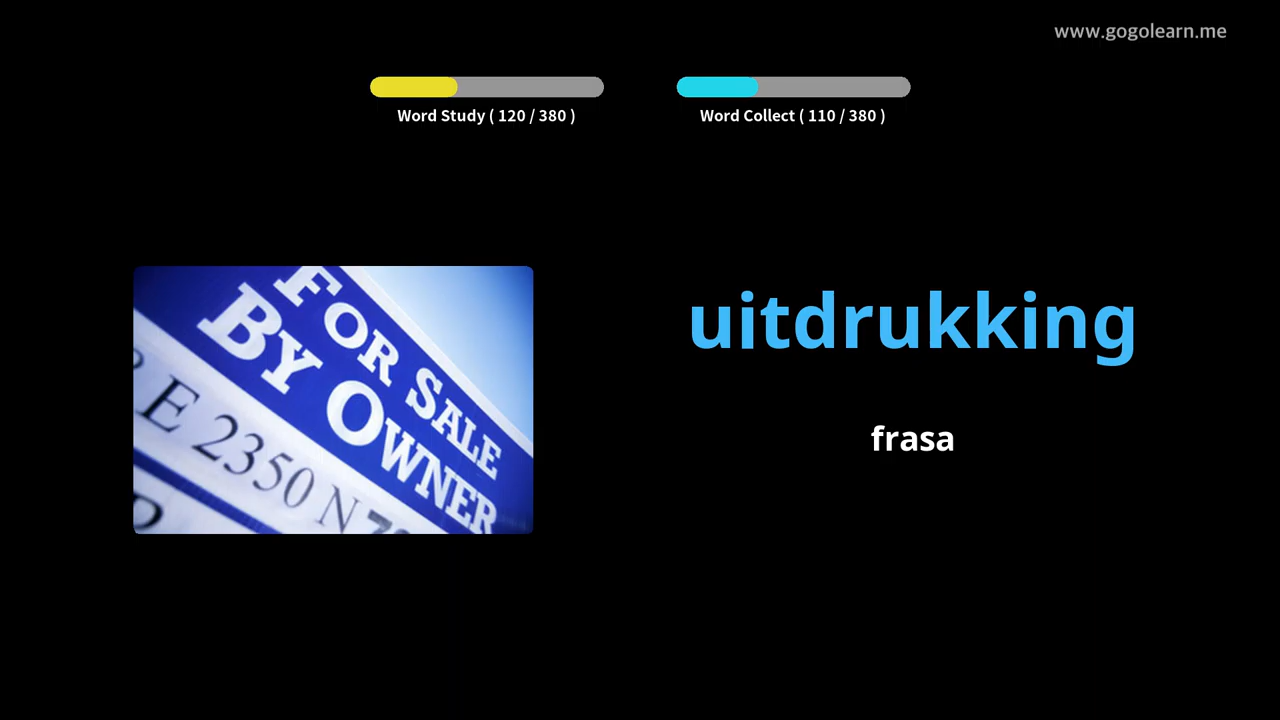 www.gogolearn.me
Word Study ( 120 / 380 )
Word Collect ( 110 / 380 )
FOR SALE
BY OWNER
E 2350 N
uitdrukking
frasa